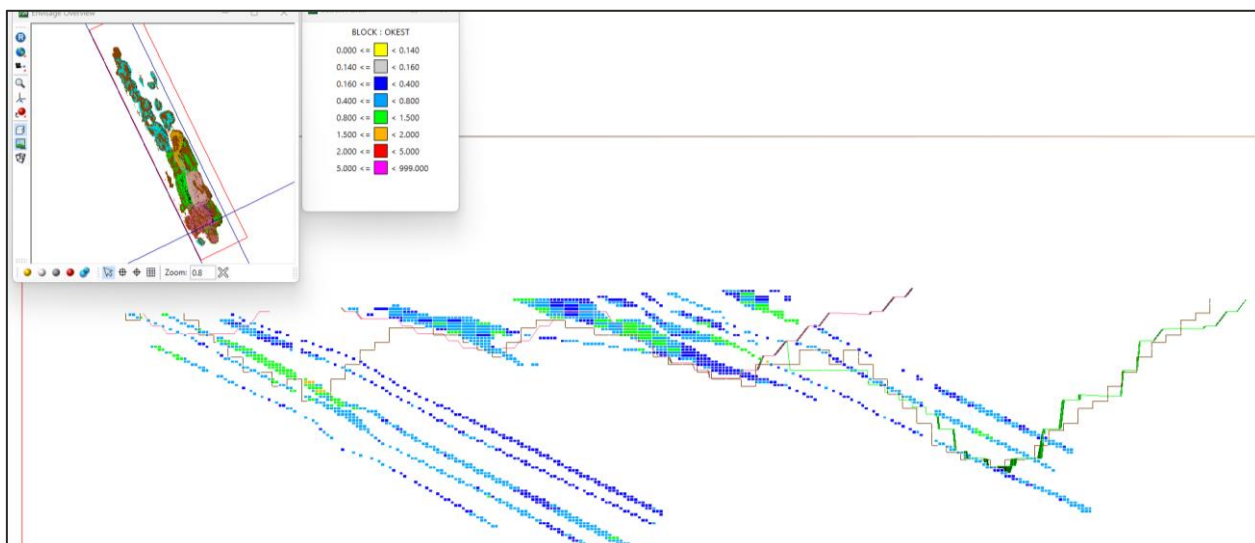 Envisage Overview
BLOCK : OKEST
0.000 <= < 0.140
0.140 <= < 0.160
0.160 <= < 0.400
0.400 <= < 0.800
0.800 <= < 1.500
1.500 <= < 2.000
2.000 <= < 5.000
5.000 <= < 999.000
Zoom: 0.8